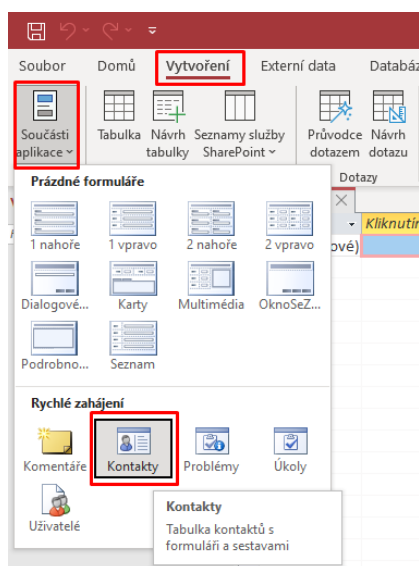 Soubor Domů Vytvoření Externí data Databáz
Součásti aplikace Tabulka Návrh tabulky Seznamy služby SharePoint Průvodce dotazem Návrh dotazu
Dotazy
Prázdné formuláře
Kliknutím
1 nahoře 1 vpravo 2 nahoře 2 vpravo
ové)
Dialogové... Karty Multimédia OknoSeZ...
Podrobno... Seznam
Rychlé zahájení
Komentáře Kontakty Problémy Úkoly
Uživatelé
Kontakty
Tabulka kontaktů s
formuláři a sestavami